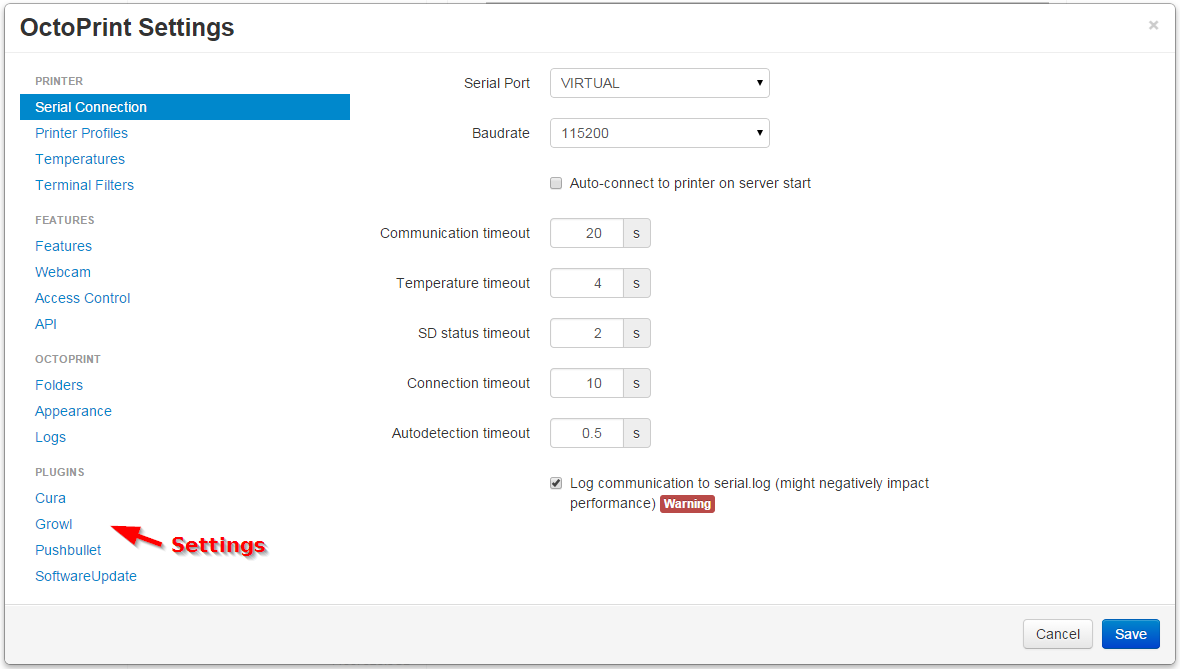 OctoPrint Settings
×
PRINTER
Serial Connection
Printer Profiles
Temperatures
Terminal Filters
FEATURES
Features
Webcam
Access Control
API
OCTOPRINT
Folders
Appearance
Logs
PLUGINS
Cura
Growl
Pushbullet
SoftwareUpdate
Settings
Serial Port VIRTUAL
Baudrate 115200
Auto-connect to printer on server start
Communication timeout 20 s
Temperature timeout 4 s
SD status timeout 2 s
Connection timeout 10 s
Autodetection timeout 0.5 s
Log communication to serial.log (might negatively impact
performance) Warning
Cancel Save